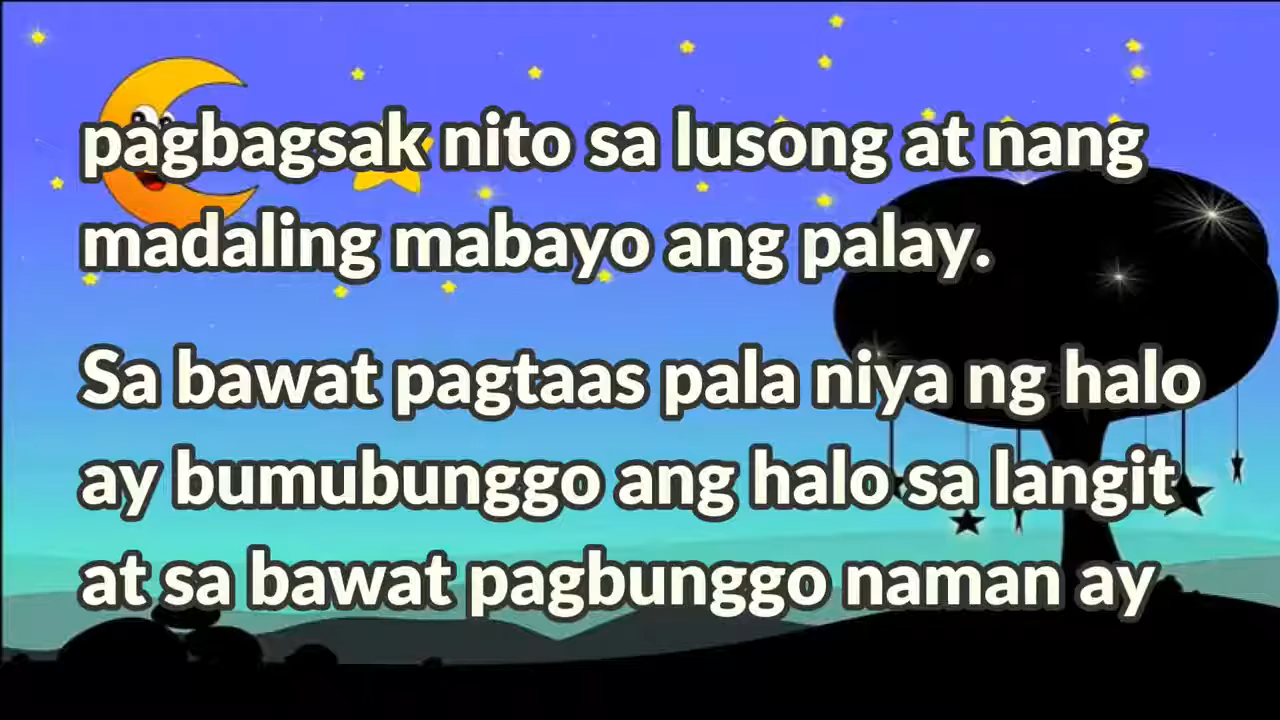 pagbagsak nito sa lusong at nang
madaling mabayo ang palay.
Sa bawat pagtaas pala niya ng halo
ay bumubunggo ang halo sa langit
at sa bawat pagbunggo naman ay